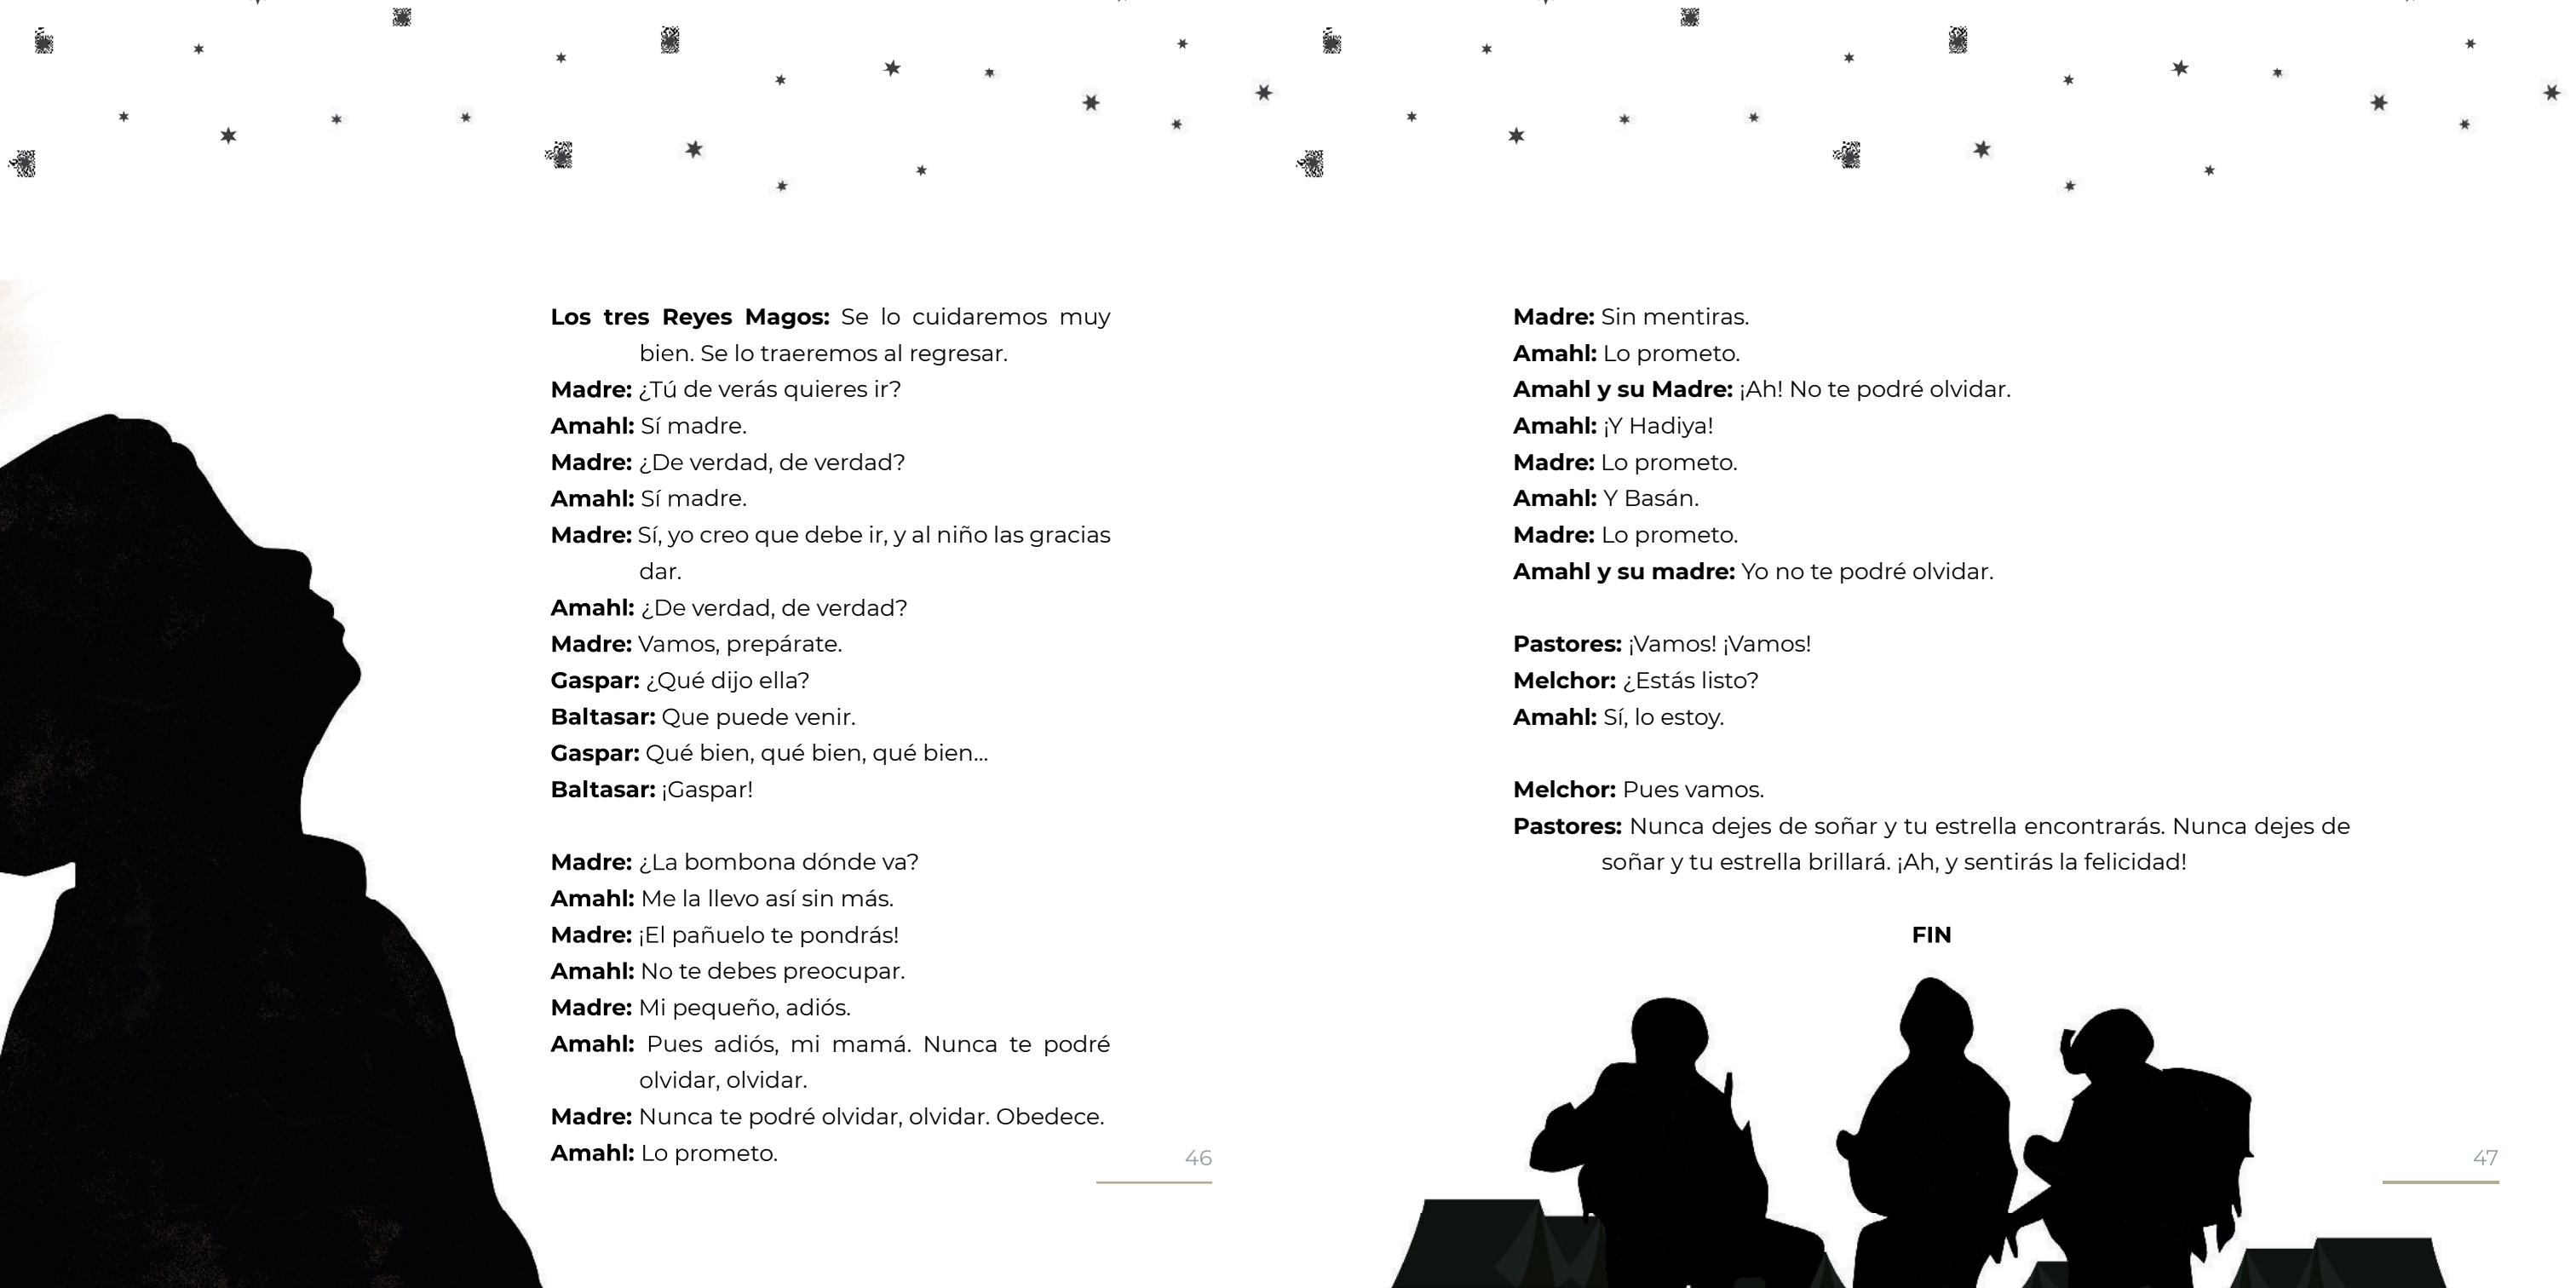 Los tres Reyes Magos: Se lo cuidaremos muy
bien. Se lo traeremos al regresar.
Madre: ¿Tú de verás quieres ir?
Amahl: Sí madre.
Madre: ¿De verdad, de verdad?
Amahl: Sí madre.
Madre: Sí, yo creo que debe ir, y al niño las gracias
dar.
Amahl: ¿De verdad, de verdad?
Madre: Vamos, prepárate.
Gaspar: ¿Qué dijo ella?
Baltasar: Que puede venir.
Gaspar: Qué bien, qué bien, qué bien...
Baltasar: ¡Gaspar!
Madre: ¿La bombona dónde va?
Amahl: Me la llevo así sin más.
Madre: ¡El pañuelo te pondrás!
Amahl: No te debes preocupar.
Madre: Mi pequeño, adiós.
Amahl: Pues adiós, mi mamá. Nunca te podré
olvidar, olvidar.
Madre: Nunca te podré olvidar, olvidar. Obedece.
Amahl: Lo prometo.
46
Madre: Sin mentiras.
Amahl: Lo prometo.
Amahl y su Madre: ¡Ah! No te podré olvidar.
Amahl: ¡Y Hadiya!
Madre: Lo prometo.
Amahl: Y Basán.
Madre: Lo prometo.
Amahl y su madre: Yo no te podré olvidar.
Pastores: ¡Vamos! ¡Vamos!
Melchor: ¿Estás listo?
Amahl: Sí, lo estoy.
Melchor: Pues vamos.
Pastores: Nunca dejes de soñar y tu estrella encontrarás. Nunca dejes de
soñar y tu estrella brillará. ¡Ah, y sentirás la felicidad!
FIN
47